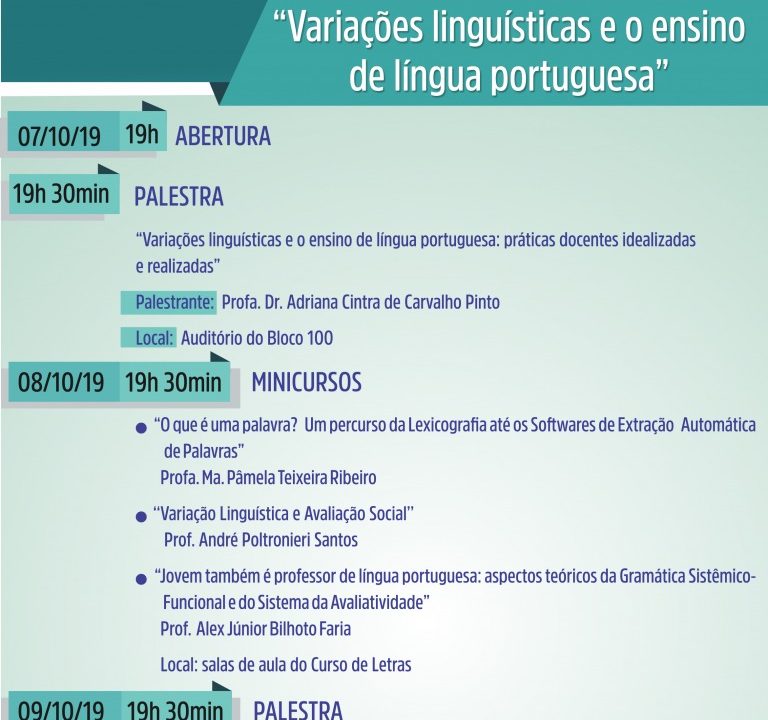 “Variações linguísticas e o ensino
de língua portuguesa”
07/10/19 19h ABERTURA
19h 30min PALESTRA
“Variações linguísticas e o ensino de língua portuguesa: práticas docentes idealizadas
e realizadas”
Palestrante: Profa. Dr. Adriana Cintra de Carvalho Pinto
Local: Auditório do Bloco 100
08/10/19 19h 30min MINICURSOS
“O que é uma palavra? Um percurso da Lexicografia até os Softwares de Extração Automática
de Palavras”
Profa. Ma. Pâmela Teixeira Ribeiro
“Variação Linguística e Avaliação Social”
Prof. André Poltronieri Santos
“Jovem também é professor de língua portuguesa: aspectos teóricos da Gramática Sistêmico-
Funcional e do Sistema da Avaliatividade”
Prof. Alex Júnior Bilhoto Faria
Local: salas de aula do Curso de Letras
09/10/19 19h 30min PALESTRA